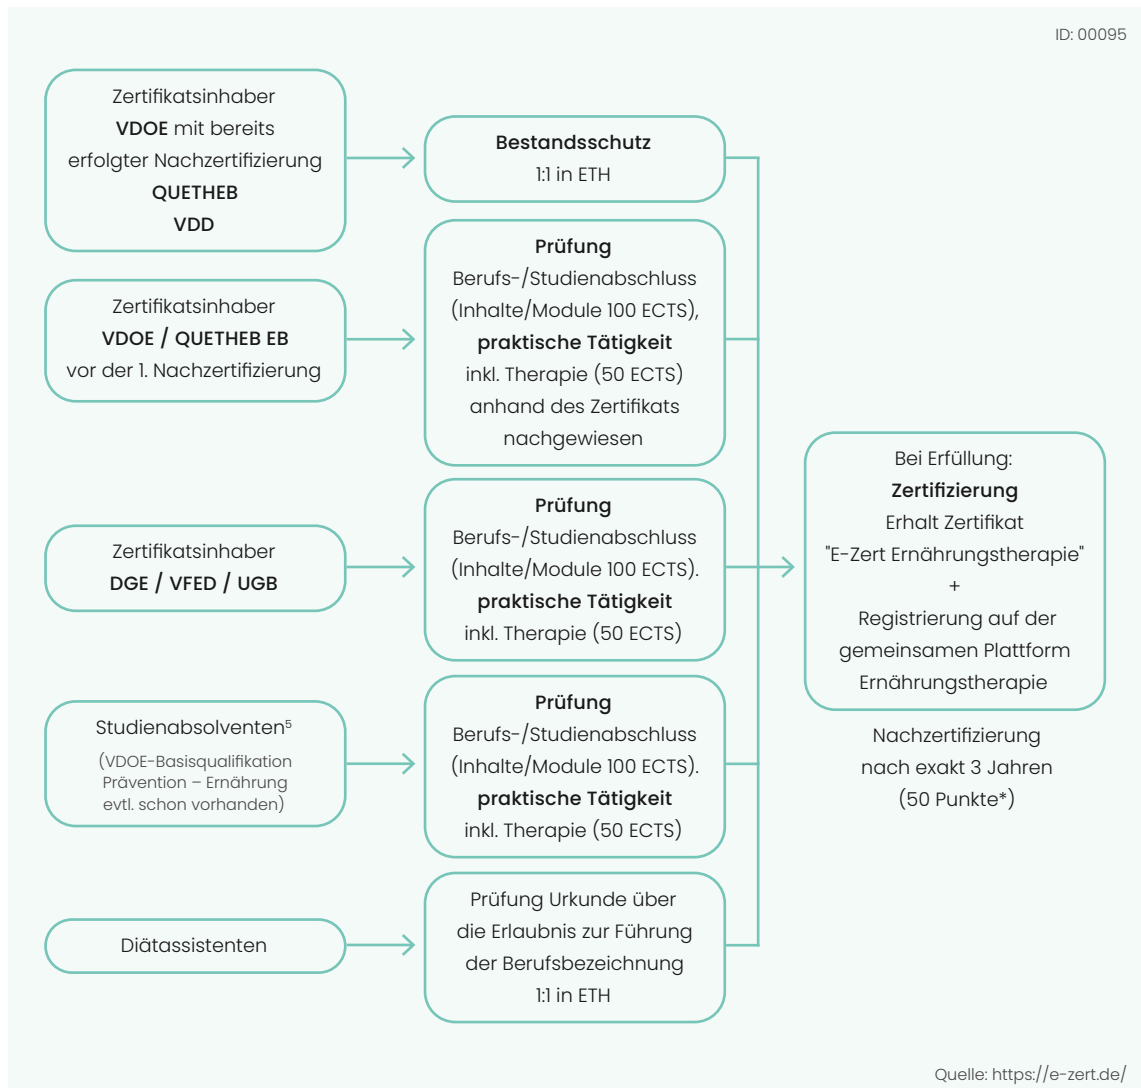 ID: 00095
Zertifikatsinhaber
VDOE mit bereits
erfolgter Nachzertifizierung
QUETHEB
VDD
Bestandsschutz
1:1 in ETH
Zertifikatsinhaber
VDOE / QUETHEB EB
vor der 1. Nachzertifizierung
Prüfung
Berufs-/Studienabschluss
(Inhalte/Module 100 ECTS),
praktische Tätigkeit
inkl. Therapie (50 ECTS)
anhand des Zertifikats
nachgewiesen
Zertifikatsinhaber
DGE / VFED / UGB
Prüfung
Berufs-/Studienabschluss
(Inhalte/Module 100 ECTS).
praktische Tätigkeit
inkl. Therapie (50 ECTS)
Studienabsolventen⁵
(VDOE-Basisqualifikation
Prävention – Ernährung
evtl. schon vorhanden)
Prüfung
Berufs-/Studienabschluss
(Inhalte/Module 100 ECTS).
praktische Tätigkeit
inkl. Therapie (50 ECTS)
Diätassistenten
Prüfung Urkunde über
die Erlaubnis zur Führung
der Berufsbezeichnung
1:1 in ETH
Bei Erfüllung:
Zertifizierung
Erhalt Zertifikat
"E-Zert Ernährungstherapie"
+
Registrierung auf der
gemeinsamen Plattform
Ernährungstherapie
Nachzertifizierung
nach exakt 3 Jahren
(50 Punkte*)
Quelle: https://e-zert.de/